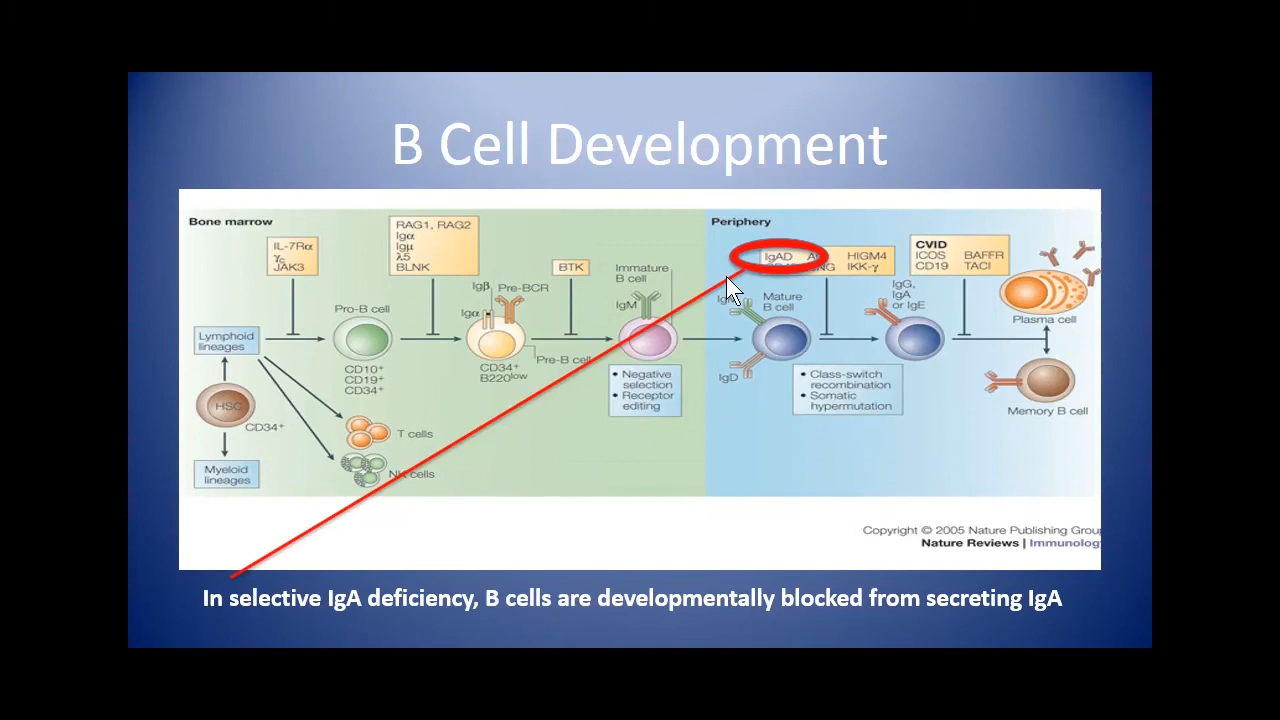 B Cell Development
Bone marrow
Periphery
IL-7Rα
γc
JAK3
RAG1, RAG2
Igα
Igμ
λ5
BLNK
BTK
IgAD
HIGM4
IKK-γ
CVID
ICOS BAFFR
CD19 TACI
Lymphoid
lineages
HSC
CD34+
Myeloid
lineages
Pro-B cell
CD10+
CD19+
CD34+
T cells
NK cells
Igβ
Pre-BCR
Igα
Pre-B cell
CD34+
B220low
Immature
B cell
IgM
• Negative
selection
• Receptor
editing
Mature
B cell
IgD
• Class-switch
recombination
• Somatic
hypermutation
IgG,
IgA
or IgE
Plasma cell
Memory B cell
Copyright © 2005 Nature Publishing Group
Nature Reviews | Immunology
In selective IgA deficiency, B cells are developmentally blocked from secreting IgA